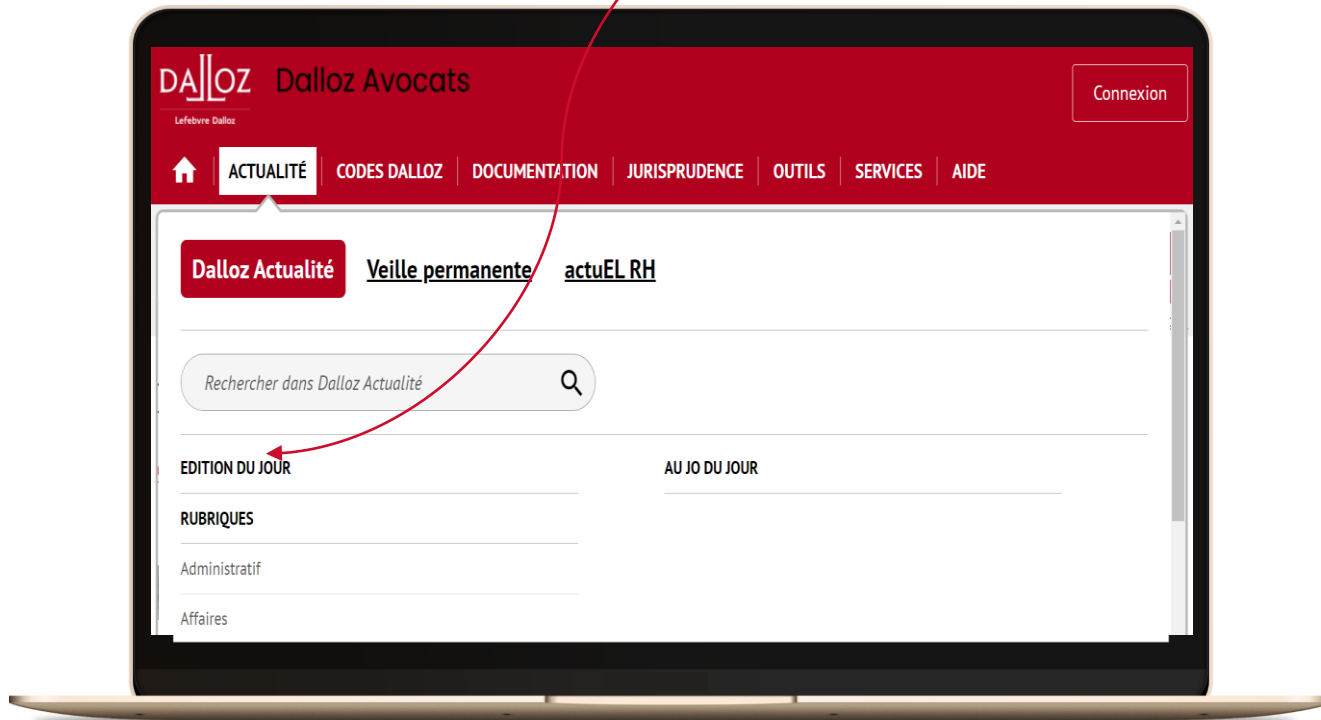 DALLOZ Dalloz Avocats
Lefebvre Dalloz
Connexion
ACTUALITÉ CODES DALLOZ DOCUMENTATION JURISPRUDENCE OUTILS SERVICES AIDE
Dalloz Actualité Veille permanente actuEL RH
Rechercher dans Dalloz Actualité
EDITION DU JOUR AU JO DU JOUR
RUBRIQUES
Administratif
Affaires